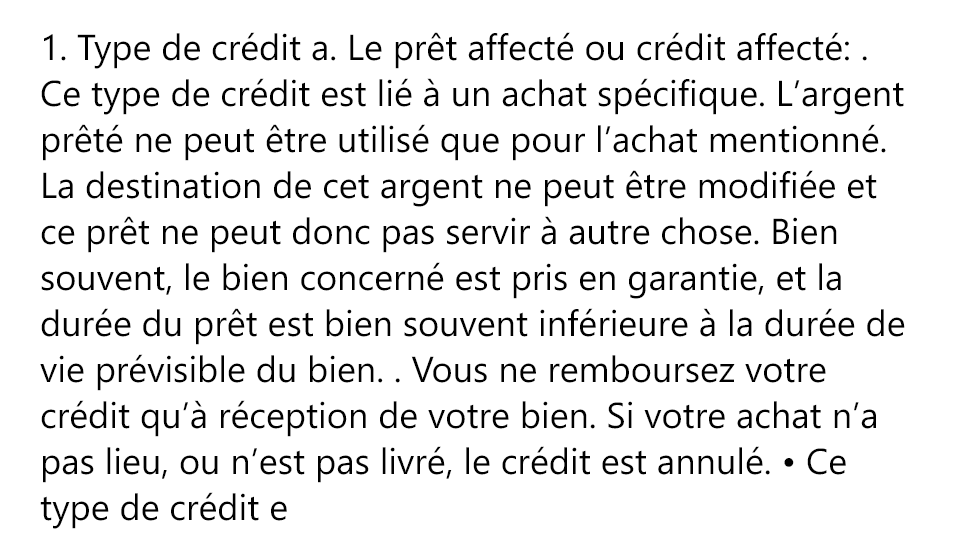 1. Type de crédit a. Le prêt affecté ou crédit affecté: .
Ce type de crédit est lié à un achat spécifique. L’argent
prêté ne peut être utilisé que pour l’achat mentionné.
La destination de cet argent ne peut être modifiée et
ce prêt ne peut donc pas servir à autre chose. Bien
souvent, le bien concerné est pris en garantie, et la
durée du prêt est bien souvent inférieure à la durée de
vie prévisible du bien. . Vous ne remboursez votre
crédit qu’à réception de votre bien. Si votre achat n’a
pas lieu, ou n’est pas livré, le crédit est annulé. • Ce
type de crédit e